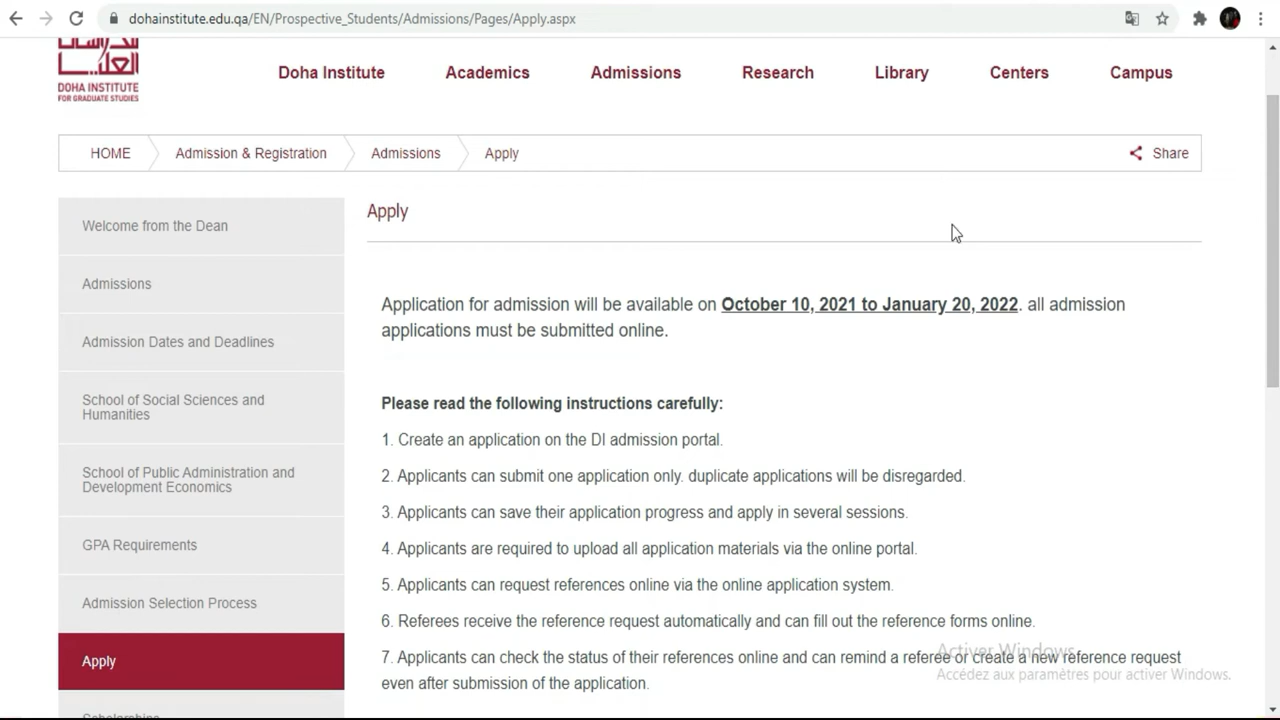 dohainstitute.edu.qa/EN/Prospective_Students/Admissions/Pages/Apply.aspx
DOHA INSTITUTE
FOR GRADUATE STUDIES
Doha Institute Academics Admissions Research Library Centers Campus
HOME Admission & Registration Admissions Apply Share
Welcome from the Dean
Admissions
Admission Dates and Deadlines
School of Social Sciences and
Humanities
School of Public Administration and
Development Economics
GPA Requirements
Admission Selection Process
Apply
Scholarships
Apply
Application for admission will be available on October 10, 2021 to January 20, 2022. all admission
applications must be submitted online.
Please read the following instructions carefully:
1. Create an application on the DI admission portal.
2. Applicants can submit one application only. duplicate applications will be disregarded.
3. Applicants can save their application progress and apply in several sessions.
4. Applicants are required to upload all application materials via the online portal.
5. Applicants can request references online via the online application system.
6. Referees receive the reference request automatically and can fill out the reference forms online.
7. Applicants can check the status of their references online and can remind a referee or create a new reference request
even after submission of the application.
Activer Windows
Accédez aux paramètres pour activer Windows.